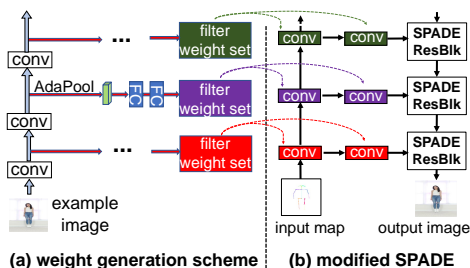 filter
weight set
conv
AdaPool
FC
FC
filter
weight set
conv
filter
weight set
conv
example
image
(a) weight generation scheme
conv
conv
SPADE
ResBlk
conv
conv
SPADE
ResBlk
conv
conv
SPADE
ResBlk
input map
output image
(b) modified SPADE